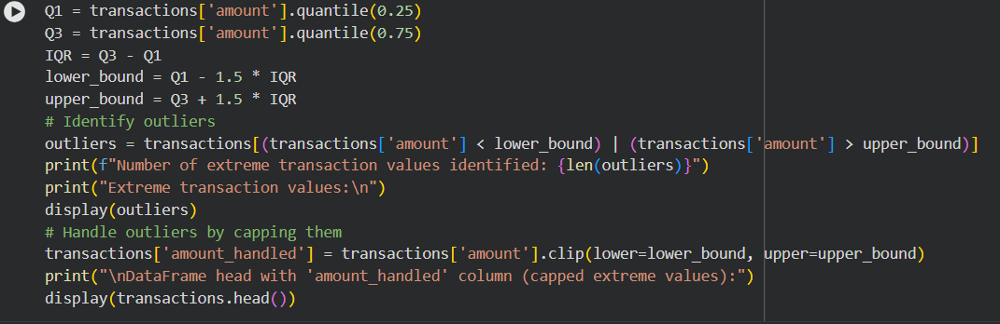 Q1 = transactions['amount'].quantile(0.25)
Q3 = transactions['amount'].quantile(0.75)
IQR = Q3 - Q1
lower_bound = Q1 - 1.5 * IQR
upper_bound = Q3 + 1.5 * IQR
# Identify outliers
outliers = transactions[(transactions['amount'] < lower_bound) | (transactions['amount'] > upper_bound)]
print(f"Number of extreme transaction values identified: {len(outliers)}")
print("Extreme transaction values:\n")
display(outliers)
# Handle outliers by capping them
transactions['amount_handled'] = transactions['amount'].clip(lower=lower_bound, upper=upper_bound)
print("\nDataFrame head with 'amount_handled' column (capped extreme values):")
display(transactions.head())